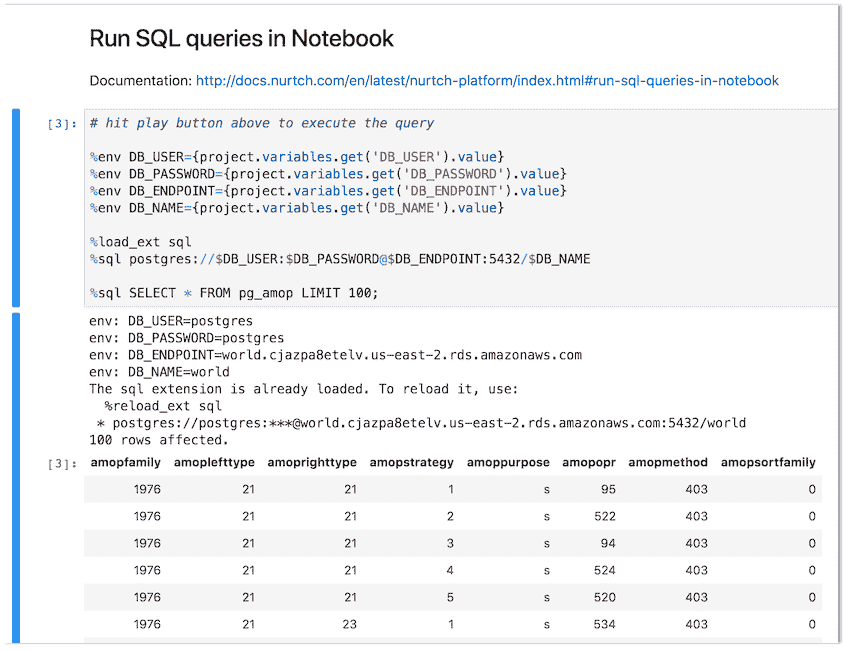 Run SQL queries in Notebook
Documentation: http://docs.nurtch.com/en/latest/nurtch-platform/index.html#run-sql-queries-in-notebook
[3]: # hit play button above to execute the query
%env DB_USER={project.variables.get('DB_USER').value}
%env DB_PASSWORD={project.variables.get('DB_PASSWORD').value}
%env DB_ENDPOINT={project.variables.get('DB_ENDPOINT').value}
%env DB_NAME={project.variables.get('DB_NAME').value}
%load_ext sql
%sql postgres://$DB_USER:$DB_PASSWORD@$DB_ENDPOINT:5432/$DB_NAME
%sql SELECT * FROM pg_amop LIMIT 100;
env: DB_USER=postgres
env: DB_PASSWORD=postgres
env: DB_ENDPOINT=world.cjazpa8etelv.us-east-2.rds.amazonaws.com
env: DB_NAME=world
The sql extension is already loaded. To reload it, use:
%reload_ext sql
* postgres://postgres:***@world.cjazpa8etelv.us-east-2.rds.amazonaws.com:5432/world
100 rows affected.
[3]: amopfamily amoplefttype amoprighttype amopstrategy amoppurpose amopopr amopmethod amopsortfamily
1976 21 21 1 s 95 403 0
1976 21 21 2 s 522 403 0
1976 21 21 3 s 94 403 0
1976 21 21 4 s 524 403 0
1976 21 21 5 s 520 403 0
1976 21 23 1 s 534 403 0